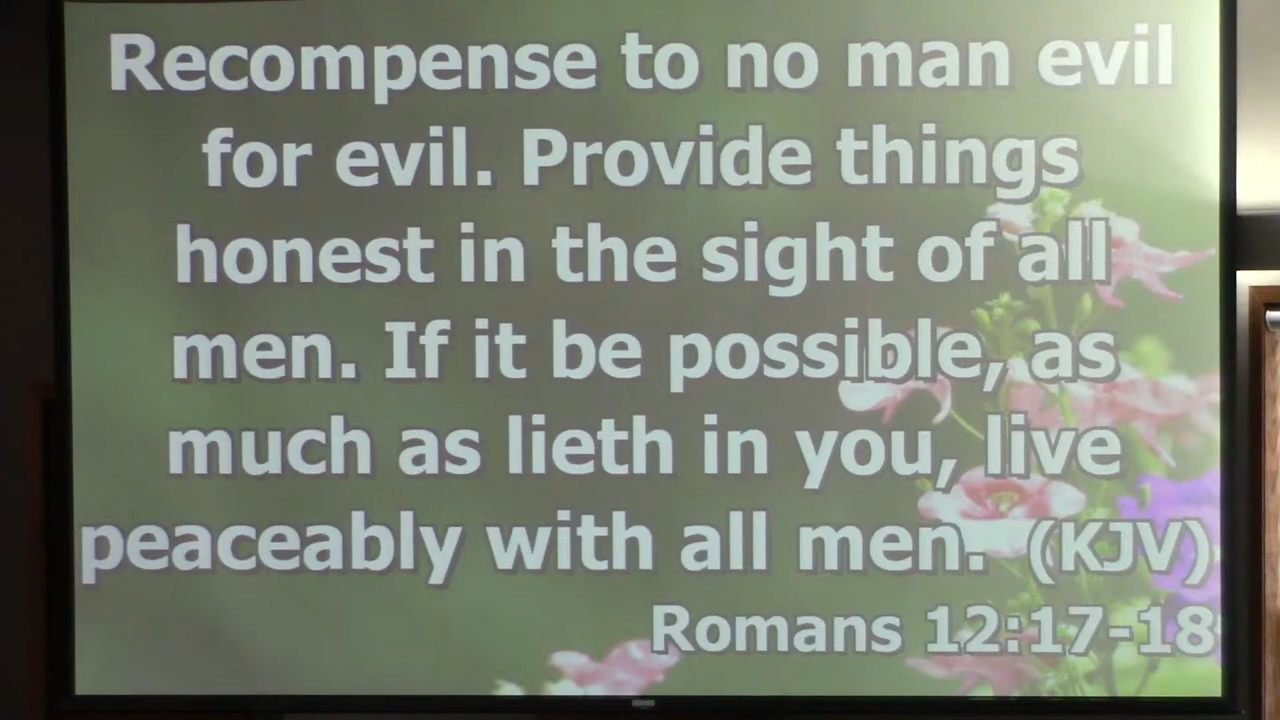 Recompense to no man evil
for evil. Provide things
honest in the sight of all
men. If it be possible, as
much as lieth in you, live
peaceably with all men. (KJV)
Romans 12:17-18